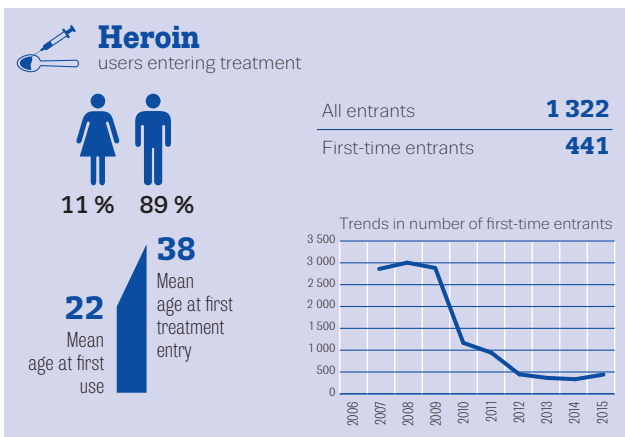 Heroin
users entering treatment
11 % 89 %
All entrants 1 322
First-time entrants 441
38
Mean
age at first
treatment
entry
22
Mean
age at first
use
Trends in number of first-time entrants
3 500
3 000
2 500
2 000
1 500
1 000
500
0
2006 2007 2008 2009 2010 2011 2012 2013 2014 2015